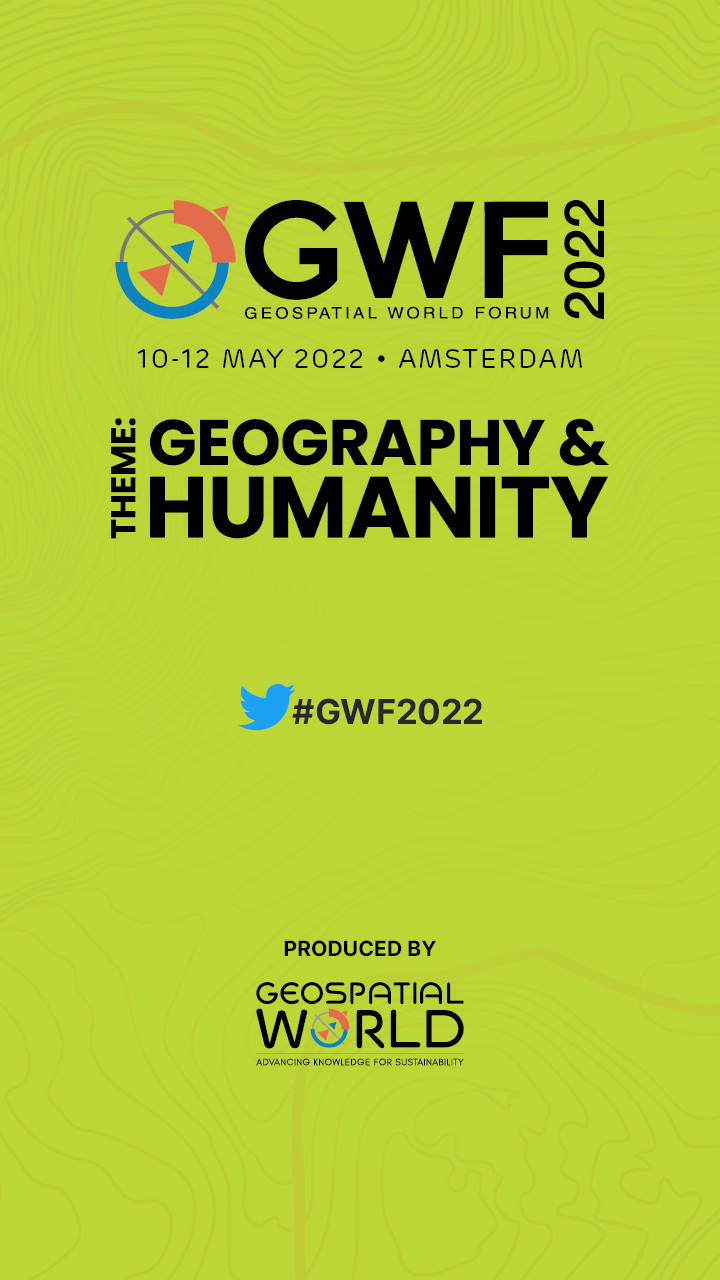 GWF 2022
GEOSPATIAL WORLD FORUM
10-12 MAY 2022 • AMSTERDAM
THEME:
GEOGRAPHY &
HUMANITY
#GWF2022
PRODUCED BY
GEOSPATIAL
WORLD
ADVANCING KNOWLEDGE FOR SUSTAINABILITY